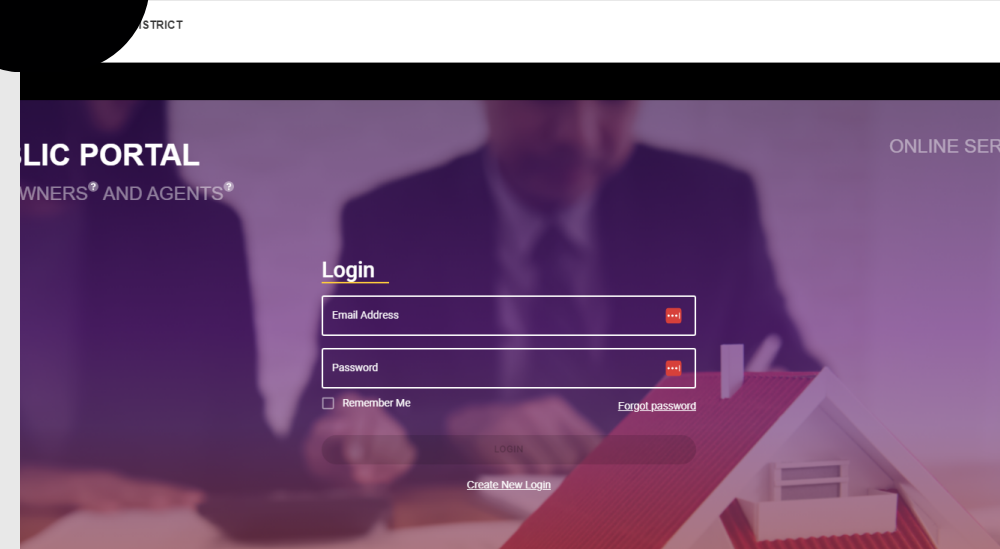 STRICT
LIC PORTAL
ONLINE SER
WNERS? AND AGENTS?
Login
Email Address
Password
Remember Me
Forgot password
LOGIN
Create New Login